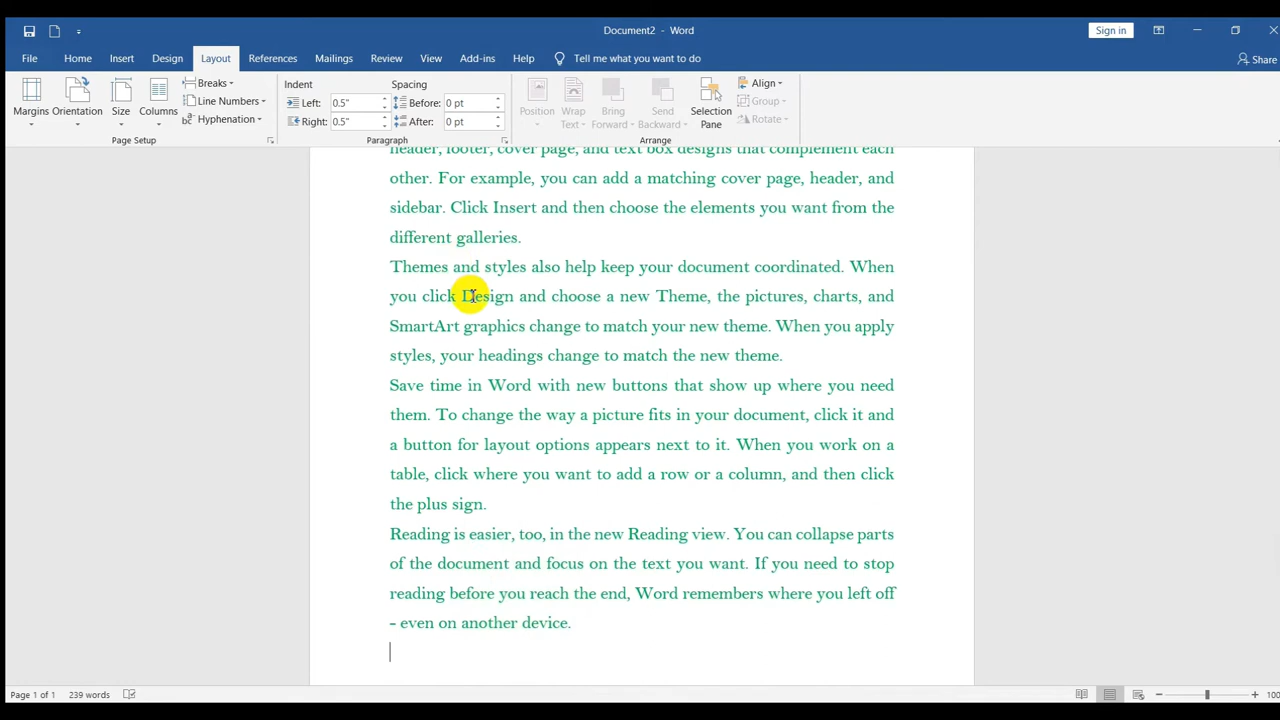 Document2 - Word
Sign in
File Home Insert Design Layout References Mailings Review View Add-ins Help Tell me what you want to do
Share
Margins Orientation Size Columns
Breaks
Line Numbers
Hyphenation
Page Setup
Indent Spacing
Left: 0.5" Before: 0 pt
Right: 0.5" After: 0 pt
Paragraph
Position Wrap Text Bring Forward Send Backward Selection Pane
Align
Group
Rotate
Arrange
header, footer, cover page, and text box designs that complement each
other. For example, you can add a matching cover page, header, and
sidebar. Click Insert and then choose the elements you want from the
different galleries.
Themes and styles also help keep your document coordinated. When
you click Design and choose a new Theme, the pictures, charts, and
SmartArt graphics change to match your new theme. When you apply
styles, your headings change to match the new theme.
Save time in Word with new buttons that show up where you need
them. To change the way a picture fits in your document, click it and
a button for layout options appears next to it. When you work on a
table, click where you want to add a row or a column, and then click
the plus sign.
Reading is easier, too, in the new Reading view. You can collapse parts
of the document and focus on the text you want. If you need to stop
reading before you reach the end, Word remembers where you left off
- even on another device.
Page 1 of 1 239 words
100